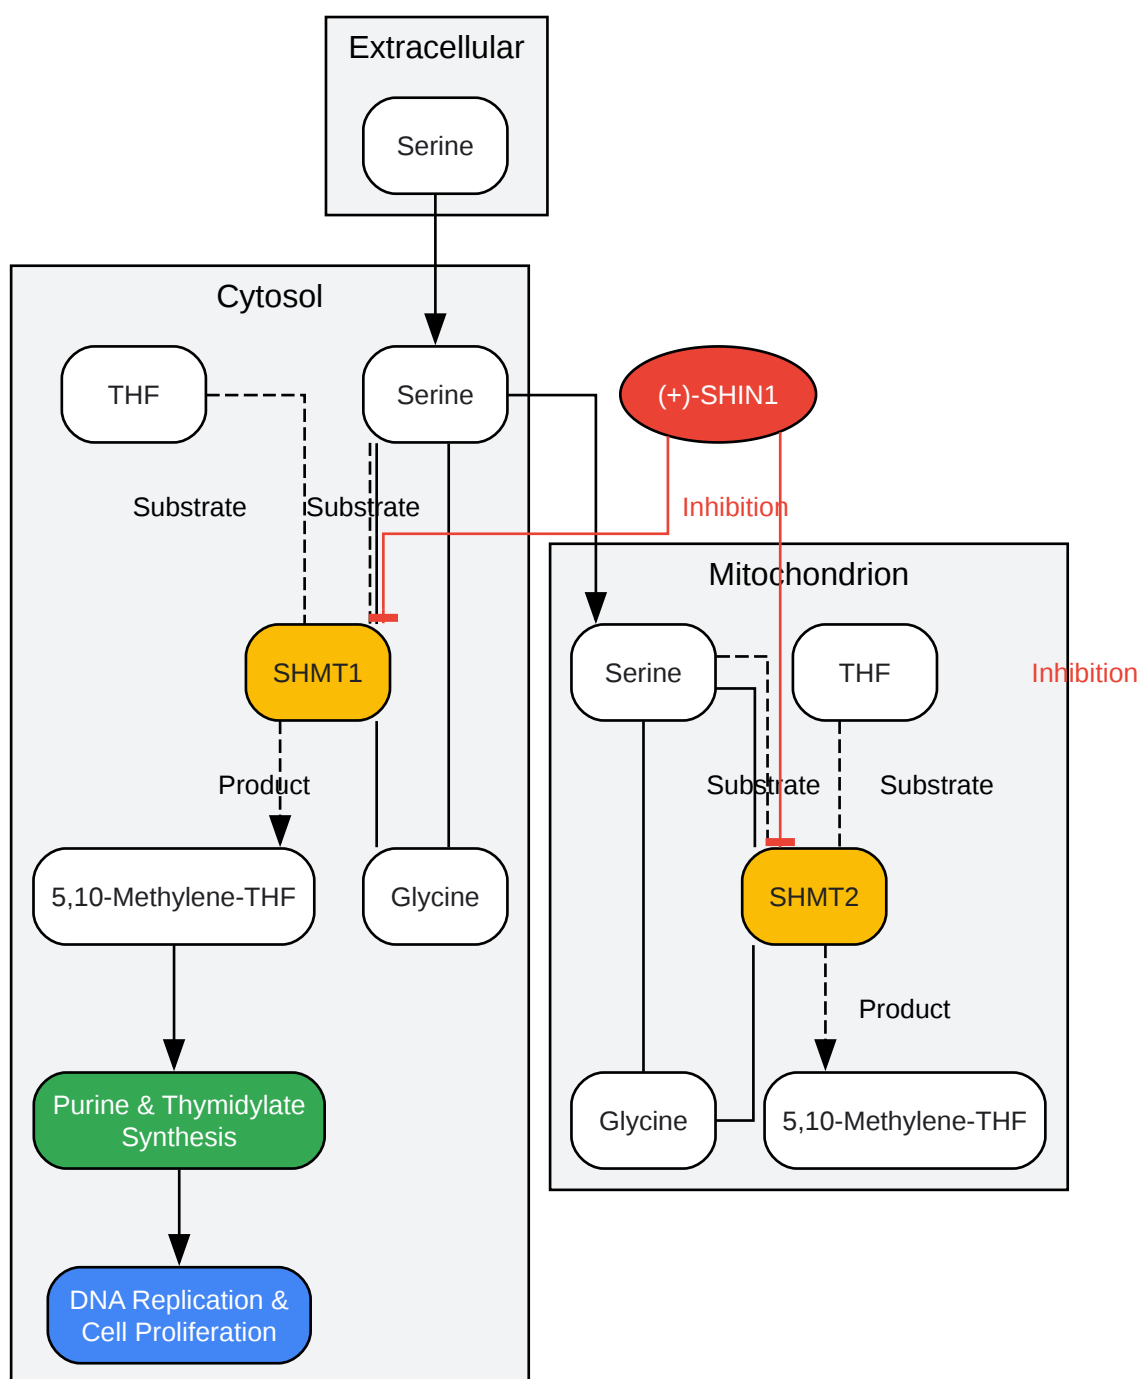 Extracellular
Serine
Cytosol
THF
Serine
(+)-SHIN1
Substrate
Substrate
Inhibition
Mitochondrion
SHMT1
Serine
THF
Inhibition
Product
Substrate
Substrate
5,10-Methylene-THF
Glycine
SHMT2
Product
Purine & Thymidylate
Synthesis
Glycine
5,10-Methylene-THF
DNA Replication &
Cell Proliferation